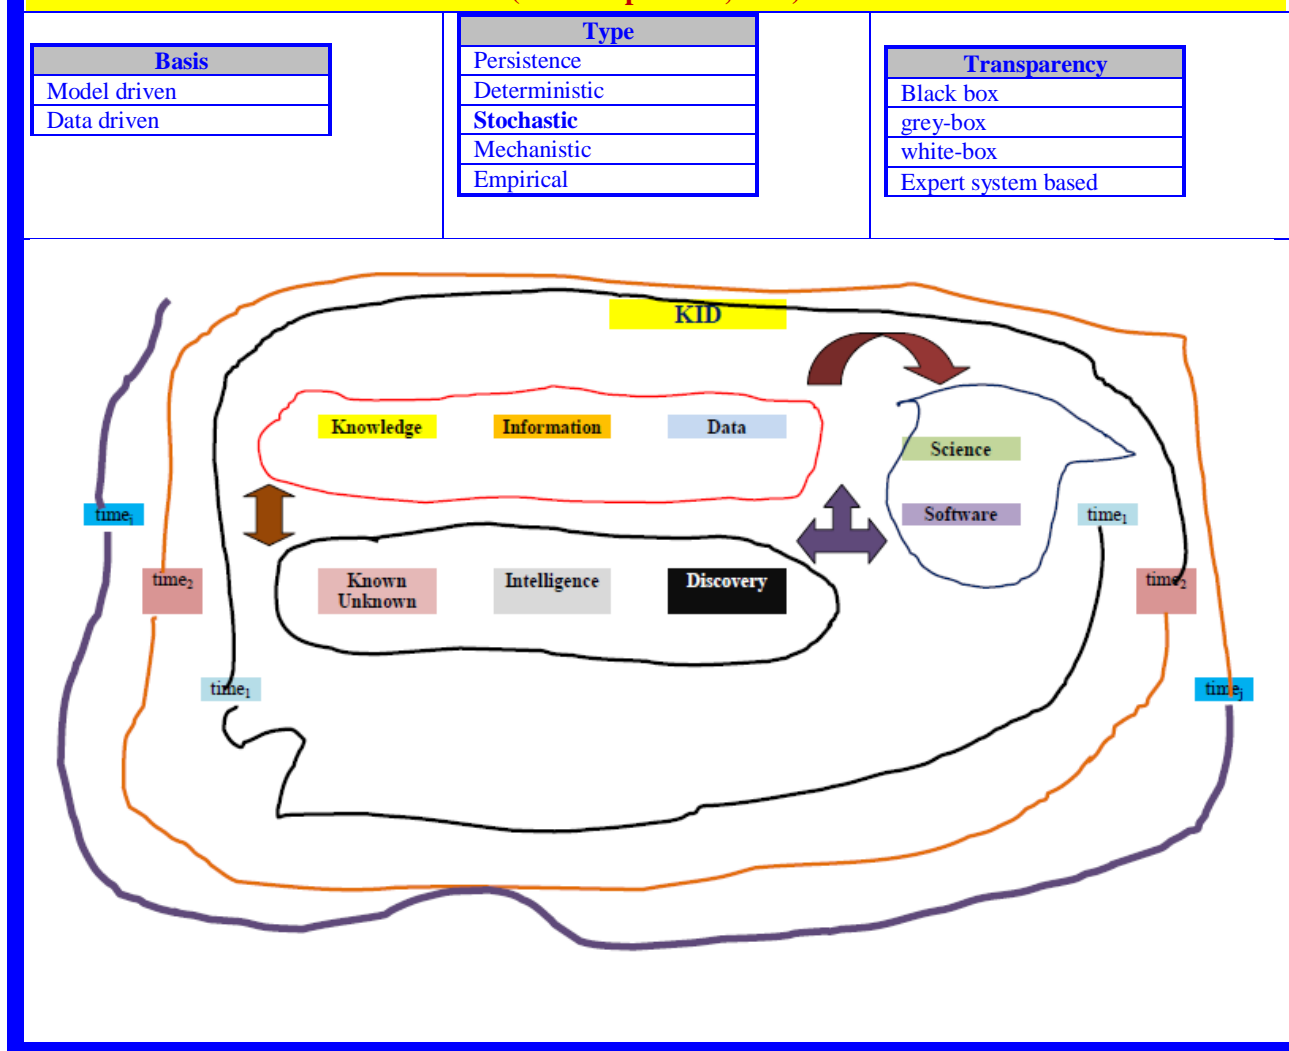 Basis
Model driven
Data driven
Type
Persistence
Deterministic
Stochastic
Mechanistic
Empirical
Transparency
Black box
grey-box
white-box
Expert system based
KID
Knowledge
Information
Data
Science
Software
time₁
timeⱼ
time₂
Known
Unknown
Intelligence
Discovery
time₂
time₁
timeⱼ